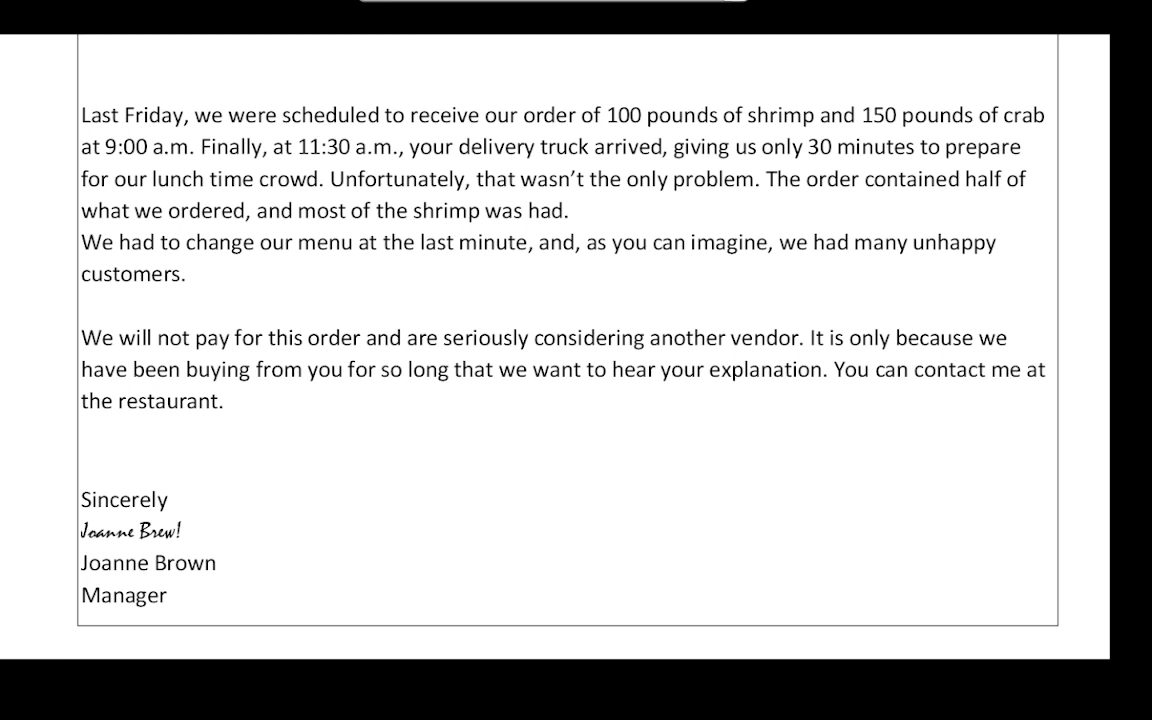 Last Friday, we were scheduled to receive our order of 100 pounds of shrimp and 150 pounds of crab
at 9:00 a.m. Finally, at 11:30 a.m., your delivery truck arrived, giving us only 30 minutes to prepare
for our lunch time crowd. Unfortunately, that wasn't the only problem. The order contained half of
what we ordered, and most of the shrimp was had.
We had to change our menu at the last minute, and, as you can imagine, we had many unhappy
customers.
We will not pay for this order and are seriously considering another vendor. It is only because we
have been buying from you for so long that we want to hear your explanation. You can contact me at
the restaurant.
Sincerely
Joanne Brew!
Joanne Brown
Manager